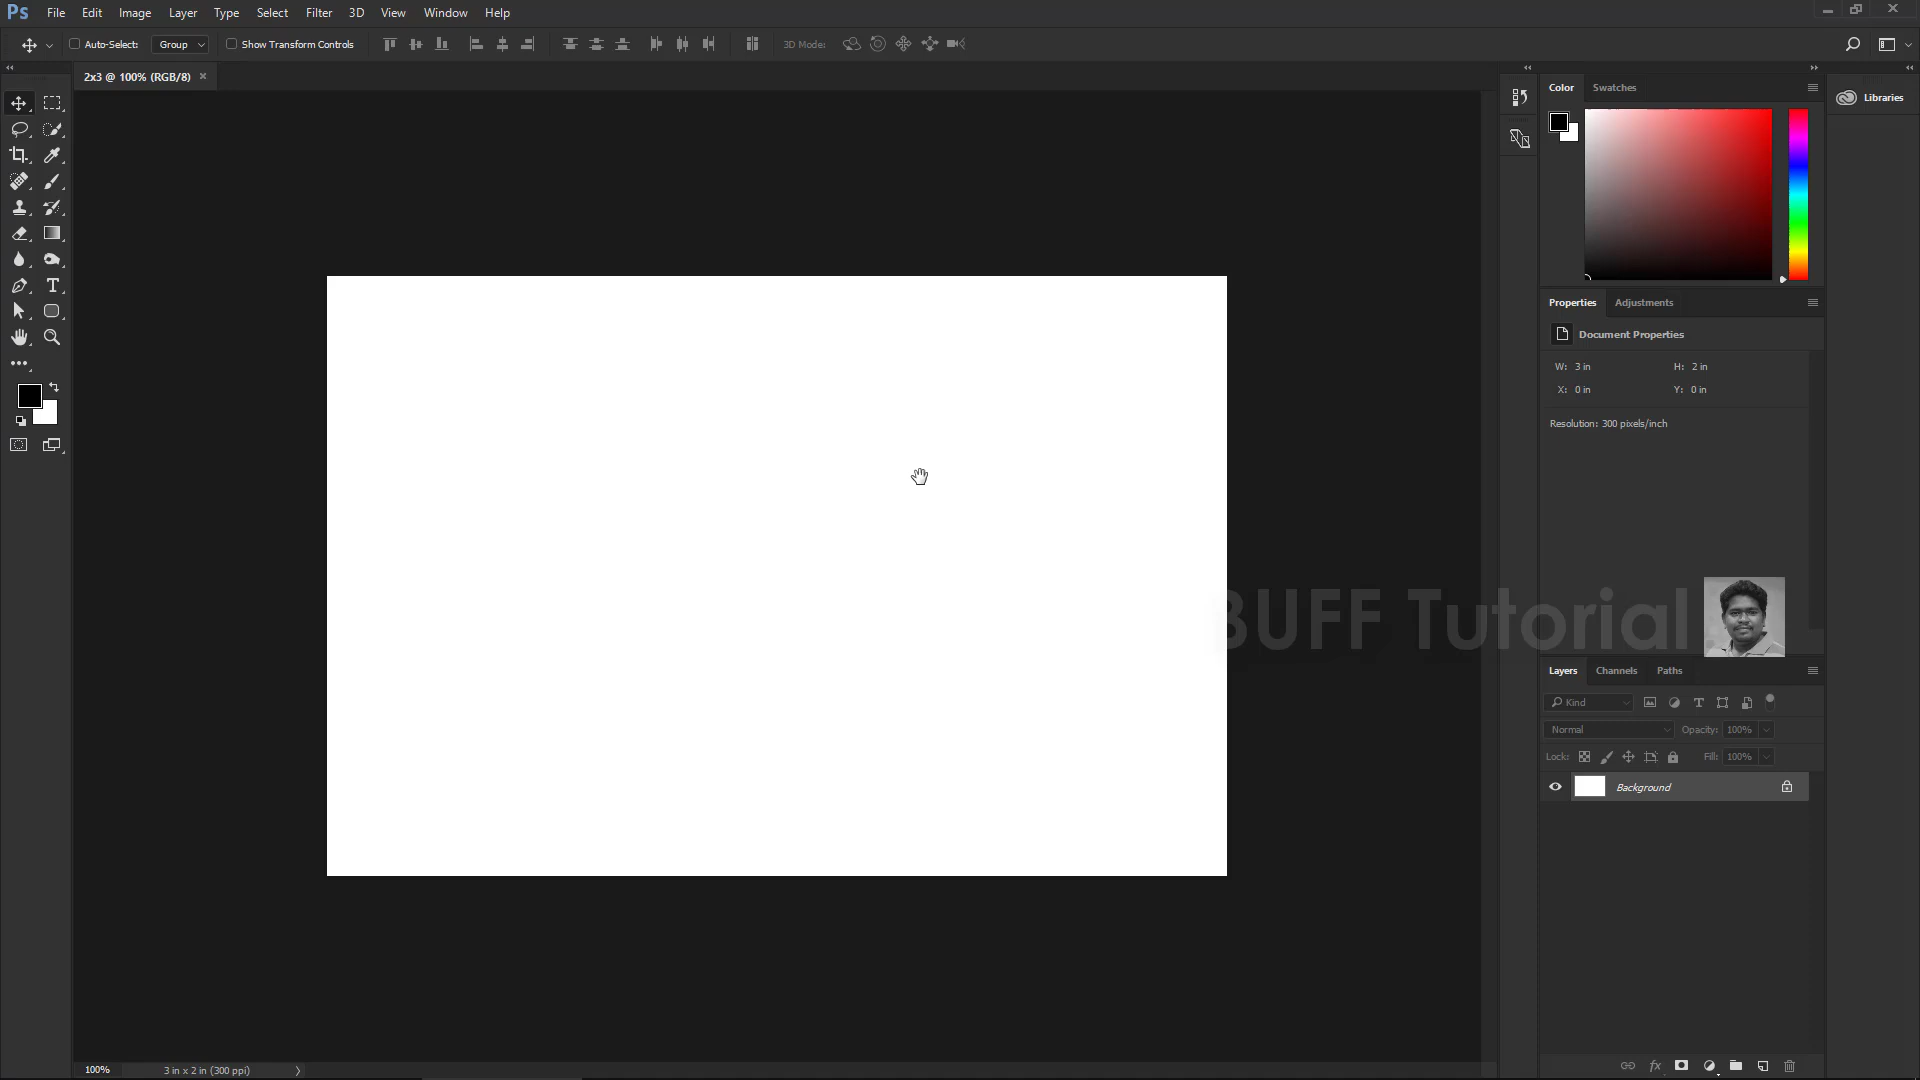 Ps File Edit Image Layer Type Select Filter 3D View Window Help
Auto-Select: Group Show Transform Controls 3D Mode:
2x3 @ 100% (RGB/8) ×
Color Swatches
Libraries
Properties Adjustments
Document Properties
W: 3 in H: 2 in
X: 0 in Y: 0 in
Resolution: 300 pixels/inch
BUFF Tutorial
Layers Channels Paths
Kind
Normal Opacity: 100%
Lock: Fill: 100%
Background
fx
100% 3 in x 2 in (300 ppi)